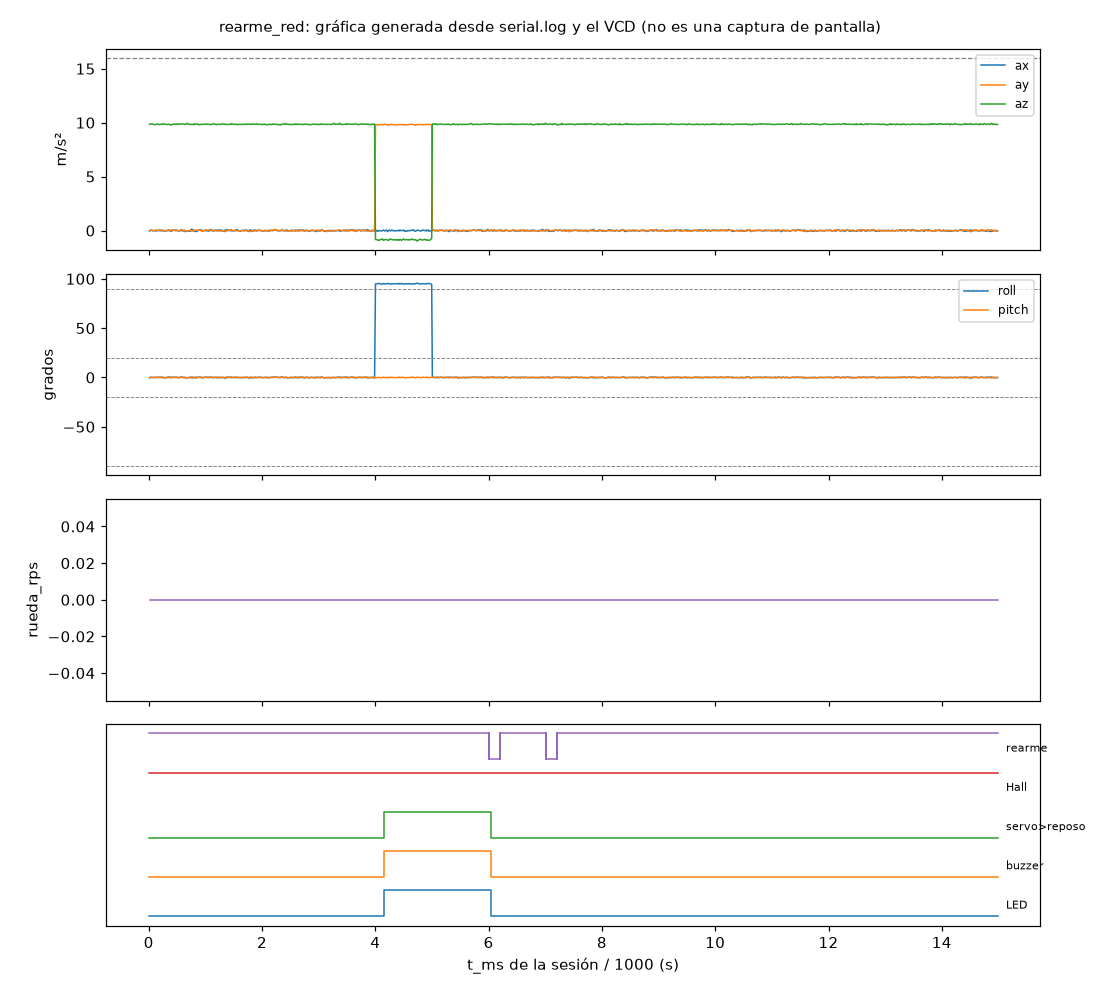 rearme_red: gráfica generada desde serial.log y el VCD (no es una captura de pantalla)
15
10
5
0
m/s²
ax
ay
az
100
50
0
−50
grados
roll
pitch
0.04
0.02
0.00
−0.02
−0.04
rueda_rps
rearme
Hall
servo>reposo
buzzer
LED
0 2 4 6 8 10 12 14
t_ms de la sesión / 1000 (s)